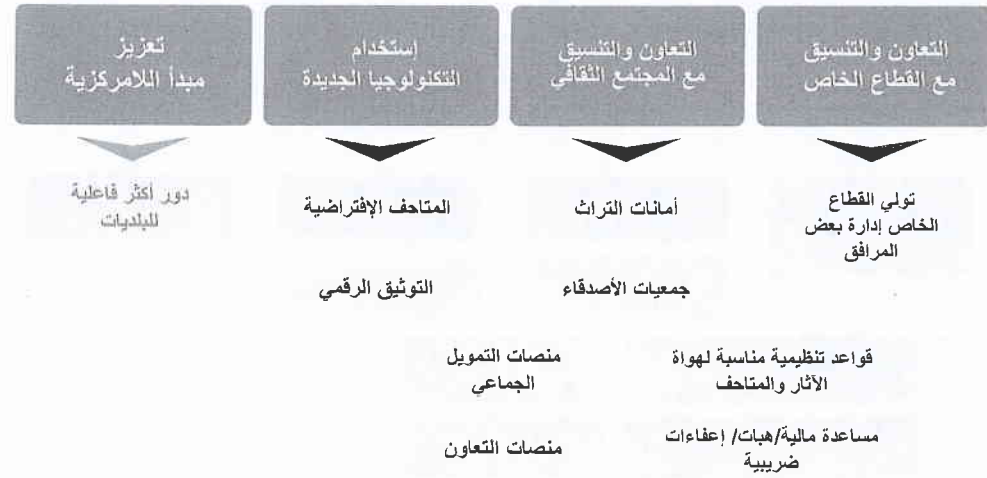 التعاون والتنسيق
مع القطاع الخاص
التعاون والتنسيق
مع المجتمع الثقافي
إستخدام
التكنولوجيا الجديدة
تعزيز
مبدأ اللامركزية
تولي القطاع
الخاص إدارة بعض
المرافق
أمانات التراث
المتاحف الإفتراضية
دور أكثر فاعلية
للبلديات
جمعيات الأصدقاء
التوثيق الرقمي
قواعد تنظيمية مناسبة لهواة
الآثار والمتاحف
منصات التمويل
الجماعي
مساعدة مالية/هبات/ إعفاءات
ضريبية
منصات التعاون